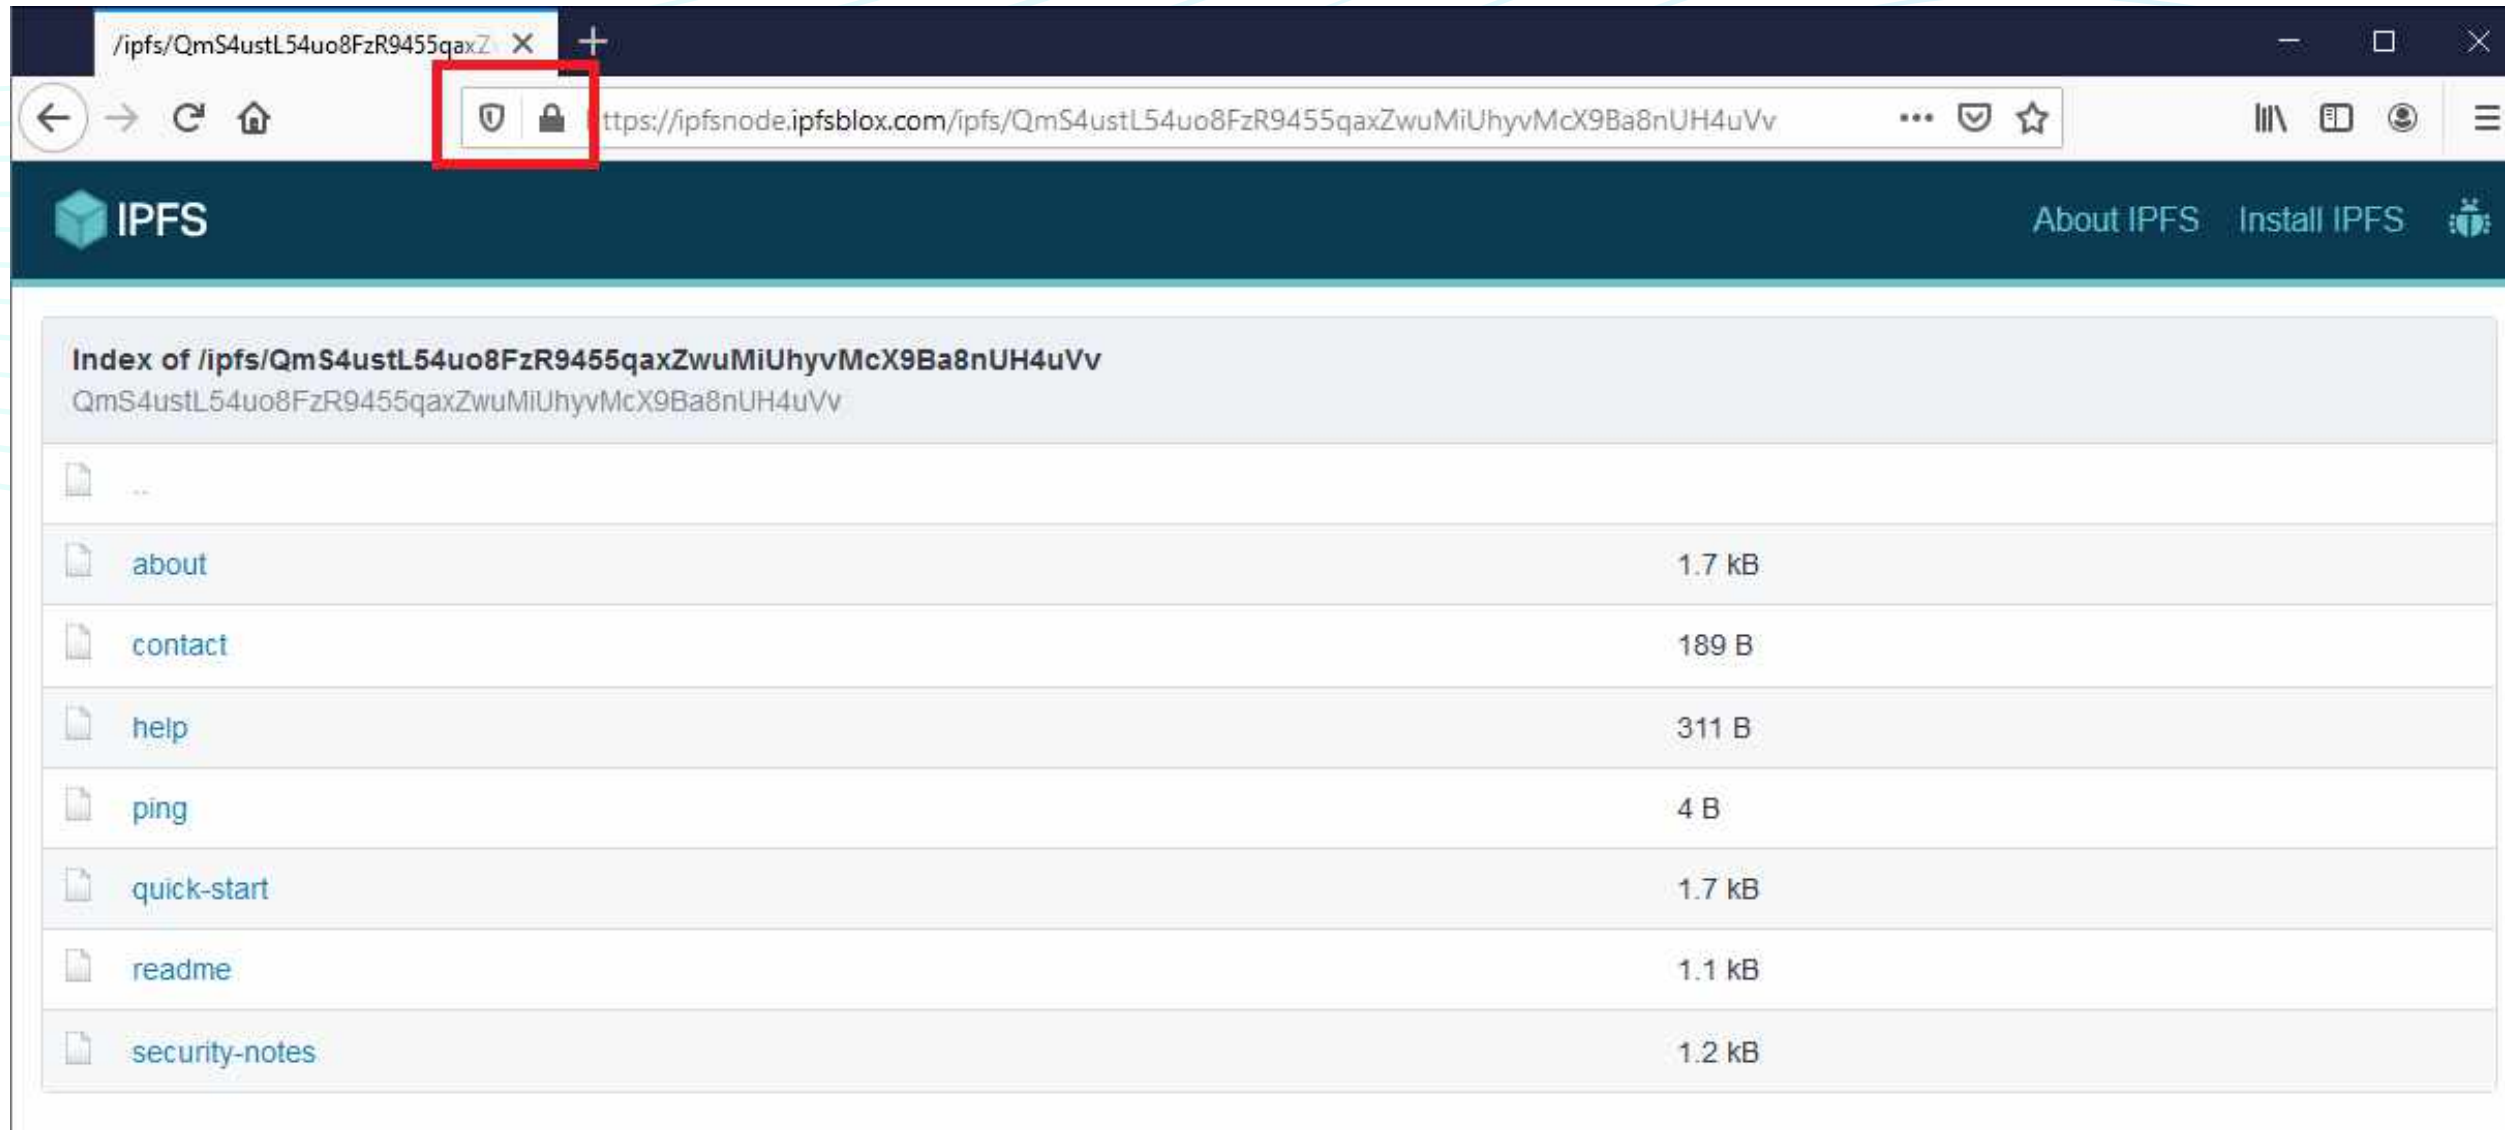 /ipfs/QmS4ustL54uo8FzR9455qaxZ
ttps://ipfsnode.ipfsblox.com/ipfs/QmS4ustL54uo8FzR9455qaxZwuMiUhyvMcX9Ba8nUH4uVv
IPFS About IPFS Install IPFS
Index of /ipfs/QmS4ustL54uo8FzR9455qaxZwuMiUhyvMcX9Ba8nUH4uVv
QmS4ustL54uo8FzR9455qaxZwuMiUhyvMcX9Ba8nUH4uVv
..
about 1.7 kB
contact 189 B
help 311 B
ping 4 B
quick-start 1.7 kB
readme 1.1 kB
security-notes 1.2 kB